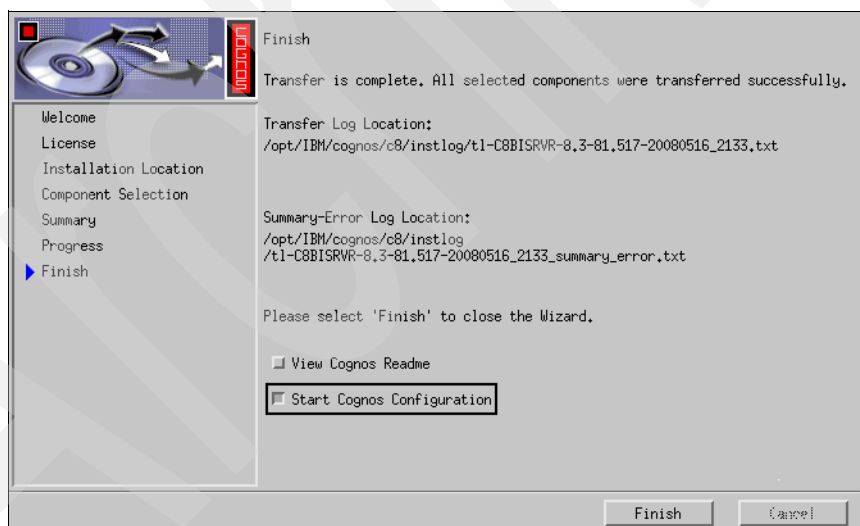 COGNOS
Finish
Transfer is complete. All selected components were transferred successfully.
Welcome
License
Installation Location
Component Selection
Summary
Progress
Finish
Transfer Log Location:
/opt/IBM/cognos/c8/instlog/tl-C8BISRVR-8.3-81.517-20080516_2133.txt
Summary-Error Log Location:
/opt/IBM/cognos/c8/instlog
/tl-C8BISRVR-8.3-81.517-20080516_2133_summary_error.txt
Please select 'Finish' to close the Wizard.
View Cognos Readme
Start Cognos Configuration
Finish
Cancel